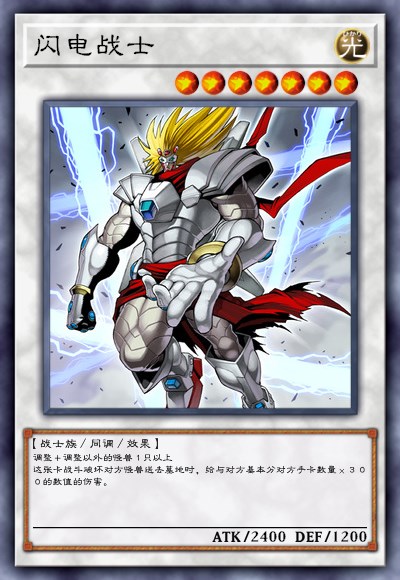 闪电战士
光
【战士族／同调／效果】
调整＋调整以外的怪兽１只以上
这张卡战斗破坏对方怪兽送去墓地时，给与对方基本分对方手卡数量×３０
０的数值的伤害。
ATK/2400 DEF/1200